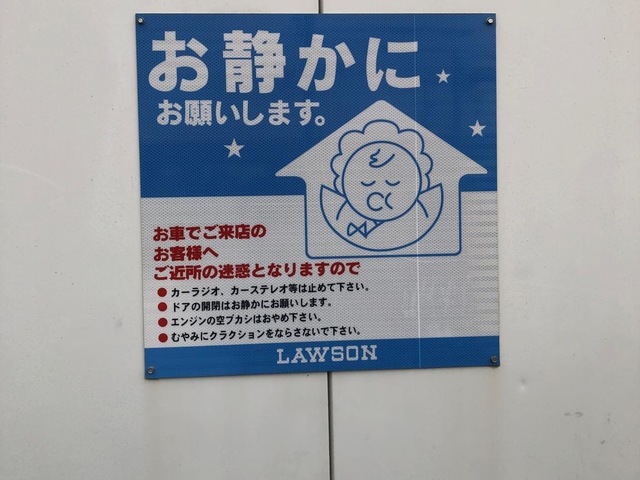 お静かに
お願いします。
お車でご来店の
お客様へ
ご近所の迷惑となりますので
● カーラジオ、カーステレオ等は止めて下さい。
● ドアの開閉はお静かにお願いします。
● エンジンの空ブカシはおやめ下さい。
● むやみにクラクションをならさないで下さい。
LAWSON